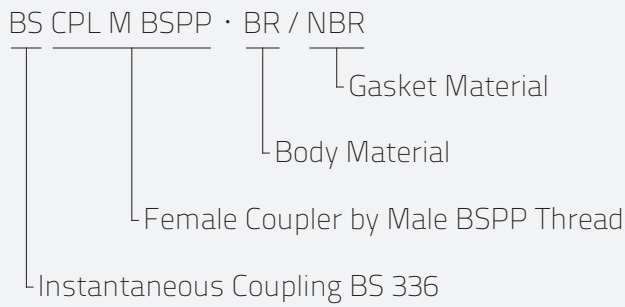 BS CPL M BSPP · BR / NBR
Gasket Material
Body Material
Female Coupler by Male BSPP Thread
Instantaneous Coupling BS 336